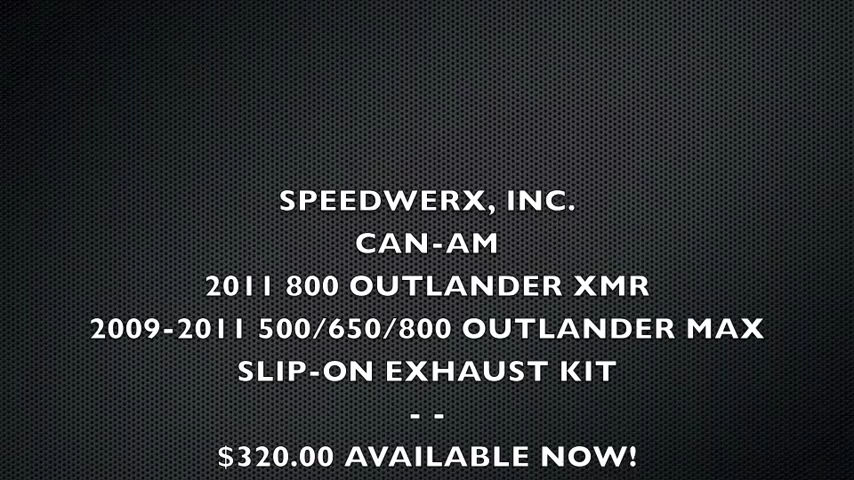 SPEEDWERX, INC.
CAN-AM
2011 800 OUTLANDER XMR
2009-2011 500/650/800 OUTLANDER MAX
SLIP-ON EXHAUST KIT
- -
$320.00 AVAILABLE NOW!